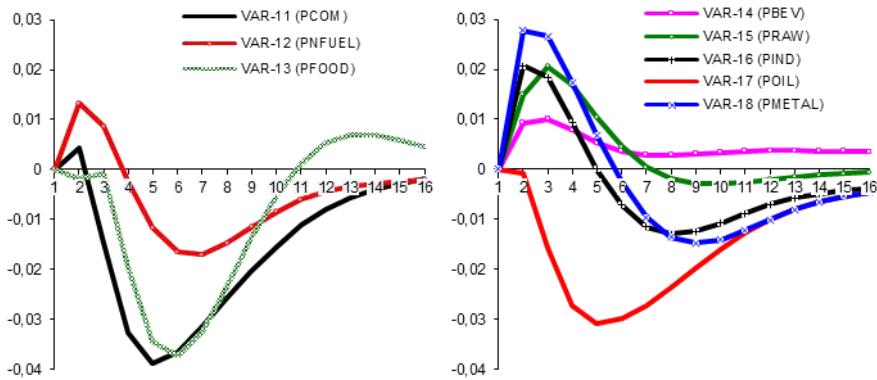 0,03
0,02
0,01
0
-0,01
-0,02
-0,03
-0,04
1 2 3 4 5 6 7 8 9 10 11 12 13 14 15 16
VAR-11 (PCOM)
VAR-12 (PNFUEL)
VAR-13 (PFOOD)
0,03
0,02
0,01
0
-0,01
-0,02
-0,03
-0,04
1 2 3 4 5 6 7 8 9 10 11 12 13 14 15 16
VAR-14 (PBEV)
VAR-15 (PRAW)
VAR-16 (PIND)
VAR-17 (POIL)
VAR-18 (PMETAL)